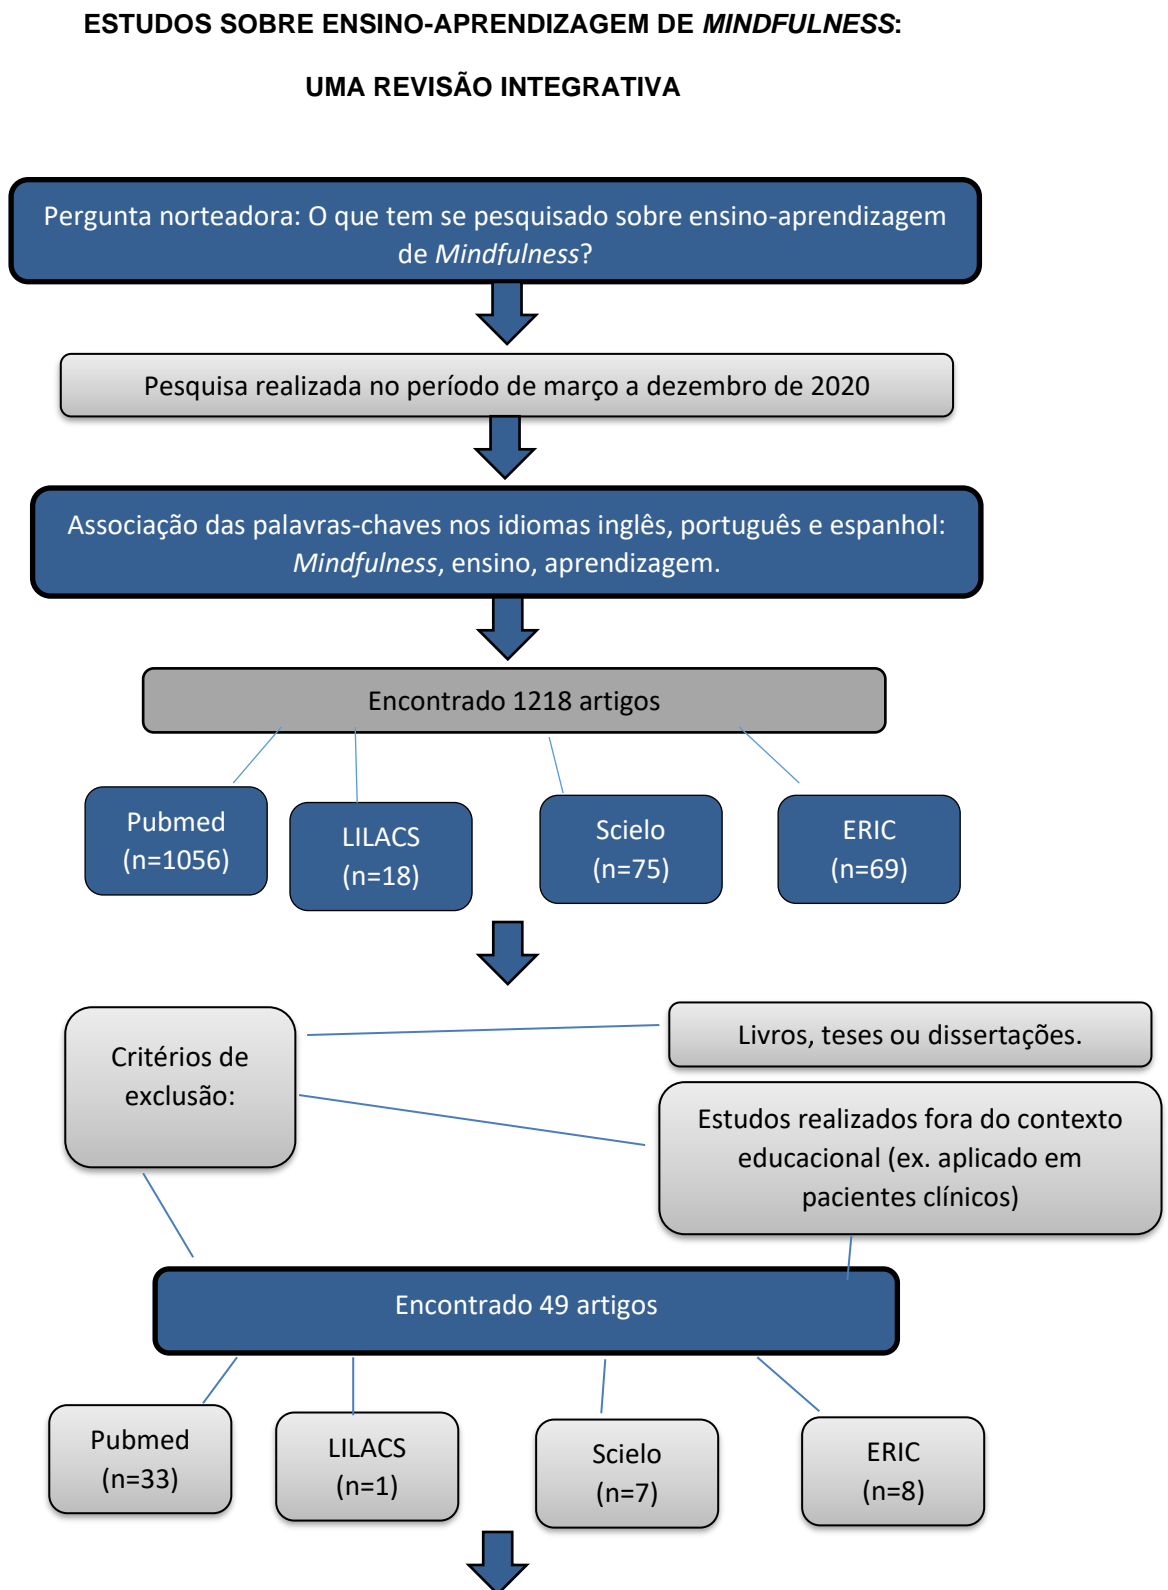 ESTUDOS SOBRE ENSINO-APRENDIZAGEM DE MINDFULNESS:
UMA REVISÃO INTEGRATIVA
Pergunta norteadora: O que tem se pesquisado sobre ensino-aprendizagem
de Mindfulness?
Pesquisa realizada no período de março a dezembro de 2020
Associação das palavras-chaves nos idiomas inglês, português e espanhol:
Mindfulness, ensino, aprendizagem.
Encontrado 1218 artigos
Pubmed
(n=1056)
LILACS
(n=18)
Scielo
(n=75)
ERIC
(n=69)
Critérios de
exclusão:
Livros, teses ou dissertações.
Estudos realizados fora do contexto
educacional (ex. aplicado em
pacientes clínicos)
Encontrado 49 artigos
Pubmed
(n=33)
LILACS
(n=1)
Scielo
(n=7)
ERIC
(n=8)